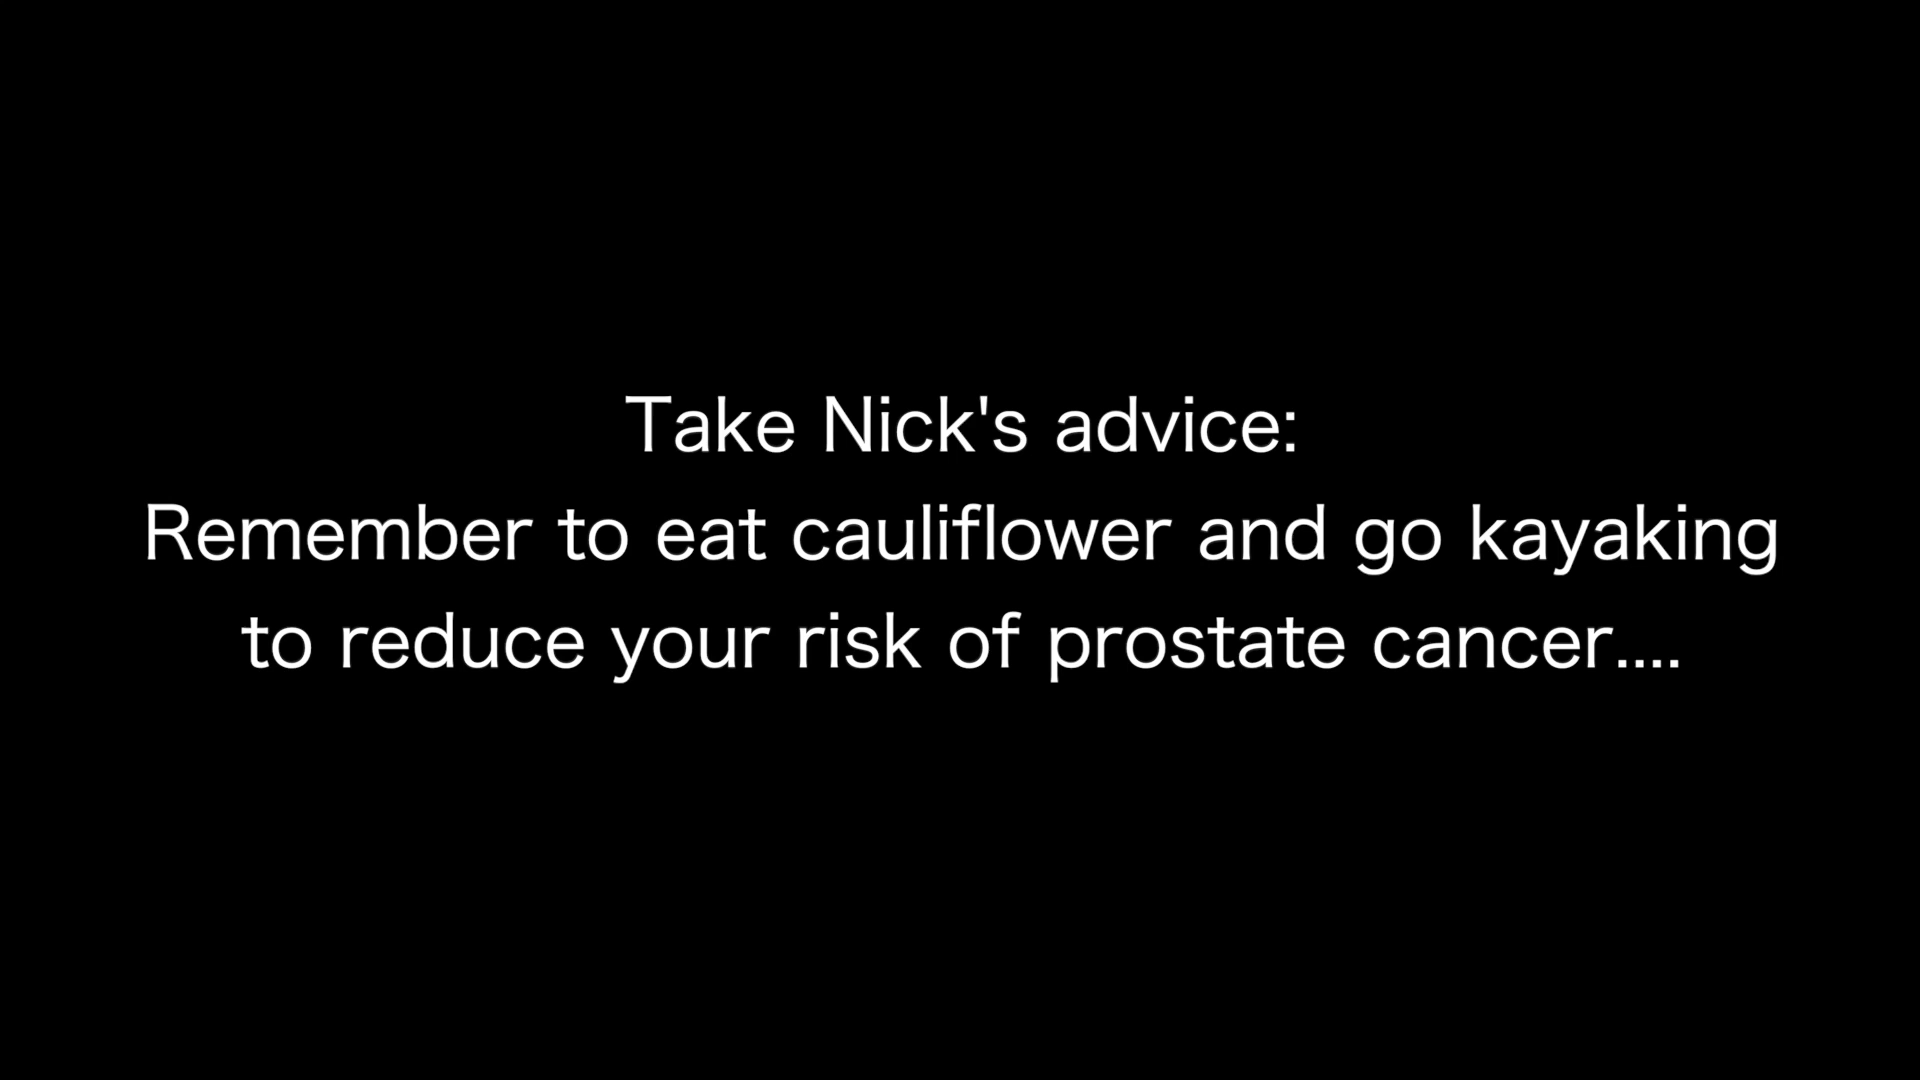 Take Nick's advice:
Remember to eat cauliflower and go kayaking
to reduce your risk of prostate cancer....